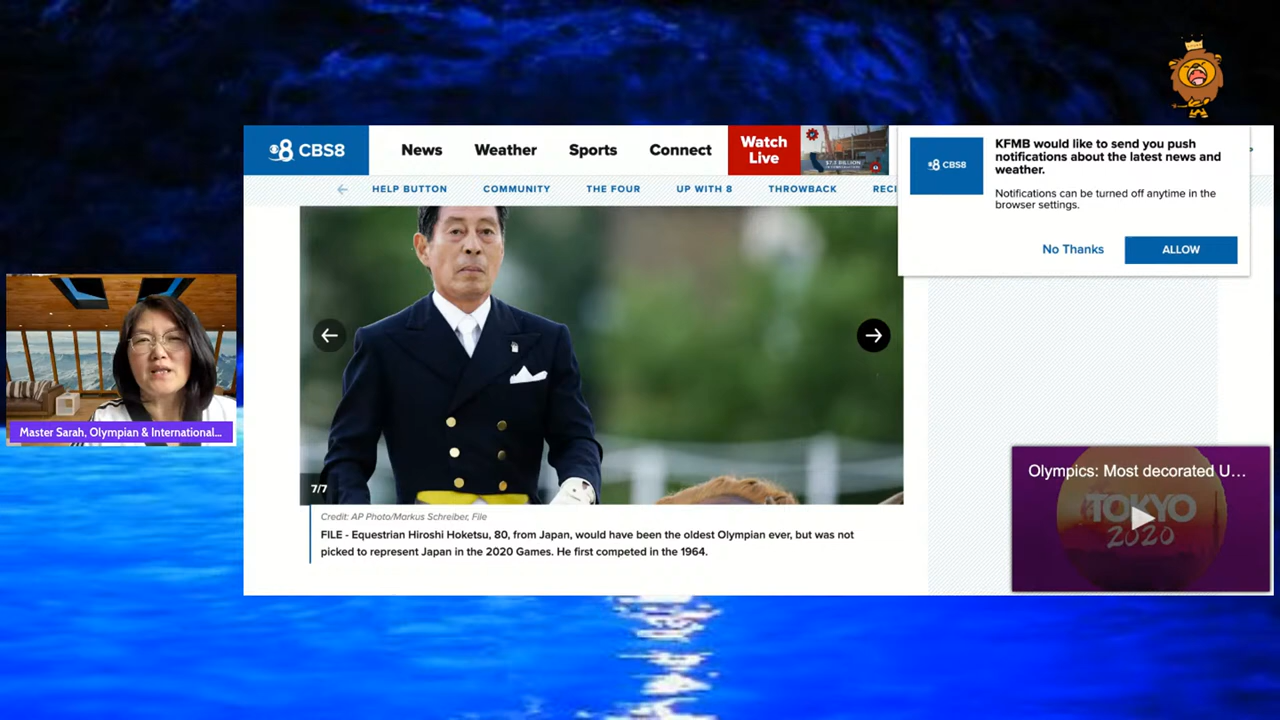 8 CBS8
News
Weather
Sports
Connect
Watch
Live
HELP BUTTON
COMMUNITY
THE FOUR
UP WITH 8
THROWBACK
RECI
8 CBS8
KFMB would like to send you push
notifications about the latest news and
weather.
Notifications can be turned off anytime in the
browser settings.
No Thanks
ALLOW
7/7
Credit: AP Photo/Markus Schreiber, File
FILE - Equestrian Hiroshi Hoketsu, 80, from Japan, would have been the oldest Olympian ever, but was not
picked to represent Japan in the 2020 Games. He first competed in the 1964.
Master Sarah, Olympian & International...
Olympics: Most decorated U...
TOKYO
2020